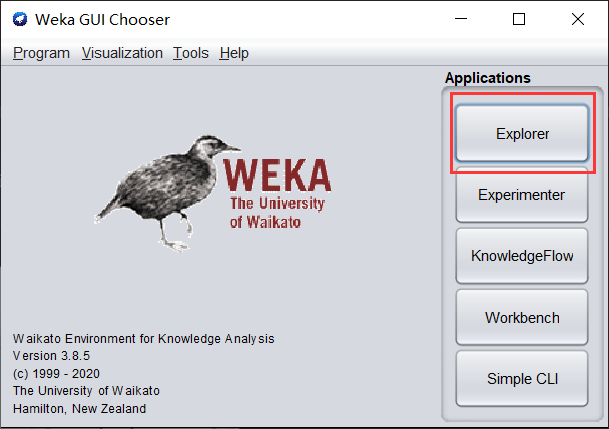 Weka GUI Chooser
Program Visualization Tools Help
Applications
Explorer
Experimenter
KnowledgeFlow
Workbench
Simple CLI
WEKA
The University
of Waikato
Waikato Environment for Knowledge Analysis
Version 3.8.5
(c) 1999 - 2020
The University of Waikato
Hamilton, New Zealand